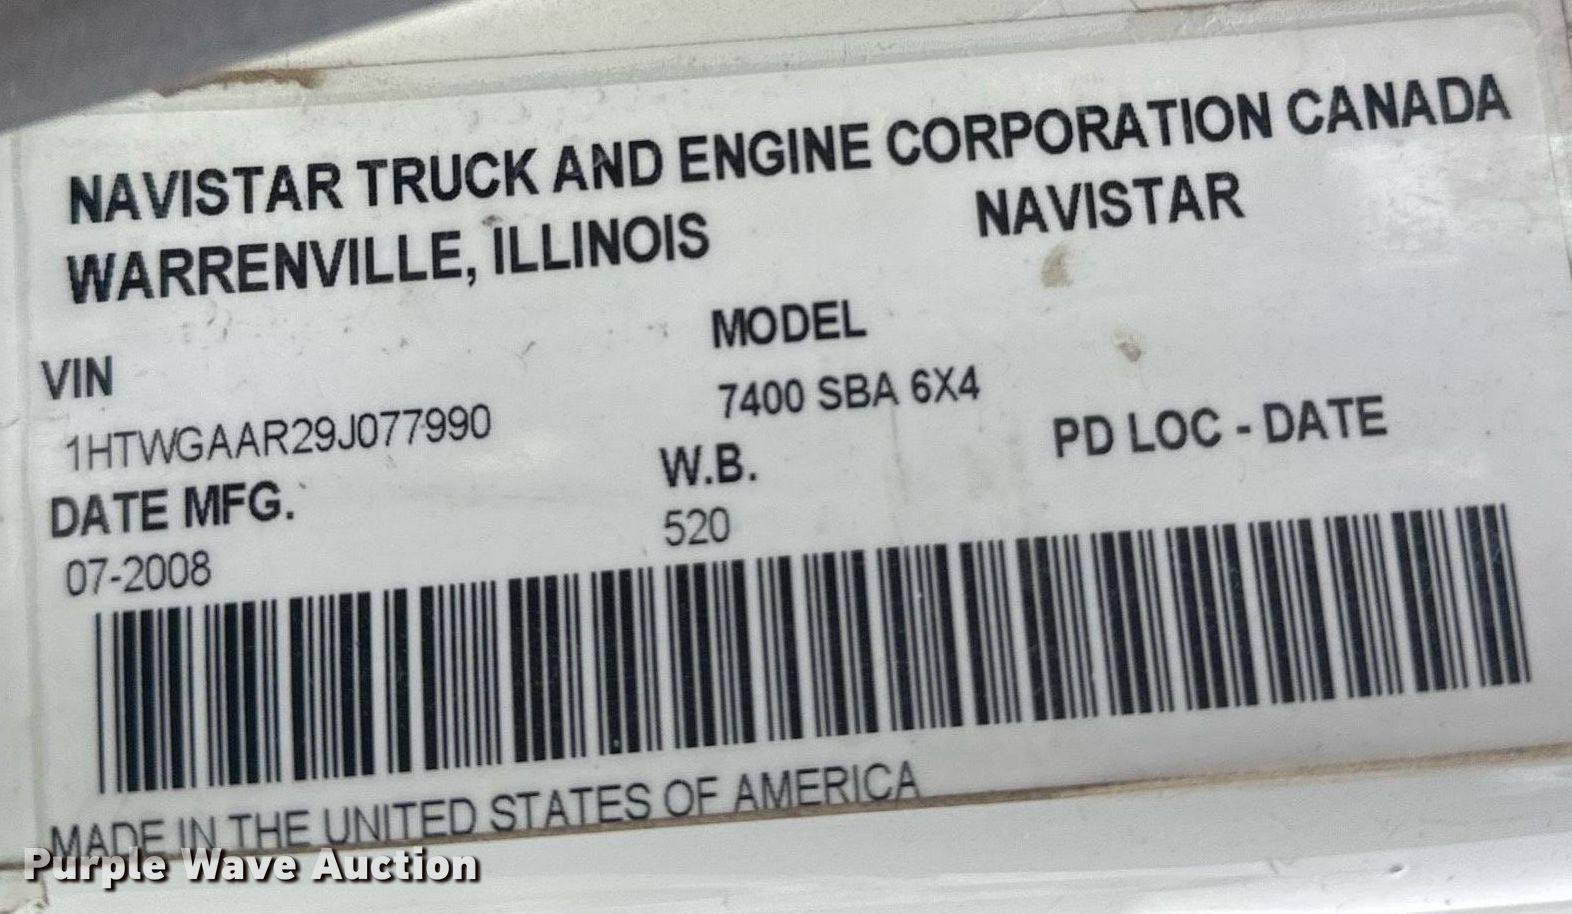 NAVISTAR TRUCK AND ENGINE CORPORATION CANADA
WARRENVILLE, ILLINOIS NAVISTAR
VIN MODEL
1HTWGAAR29J077990 7400 SBA 6X4
DATE MFG. W.B. PD LOC - DATE
07-2008 520
MADE IN THE UNITED STATES OF AMERICA
Purple Wave Auction